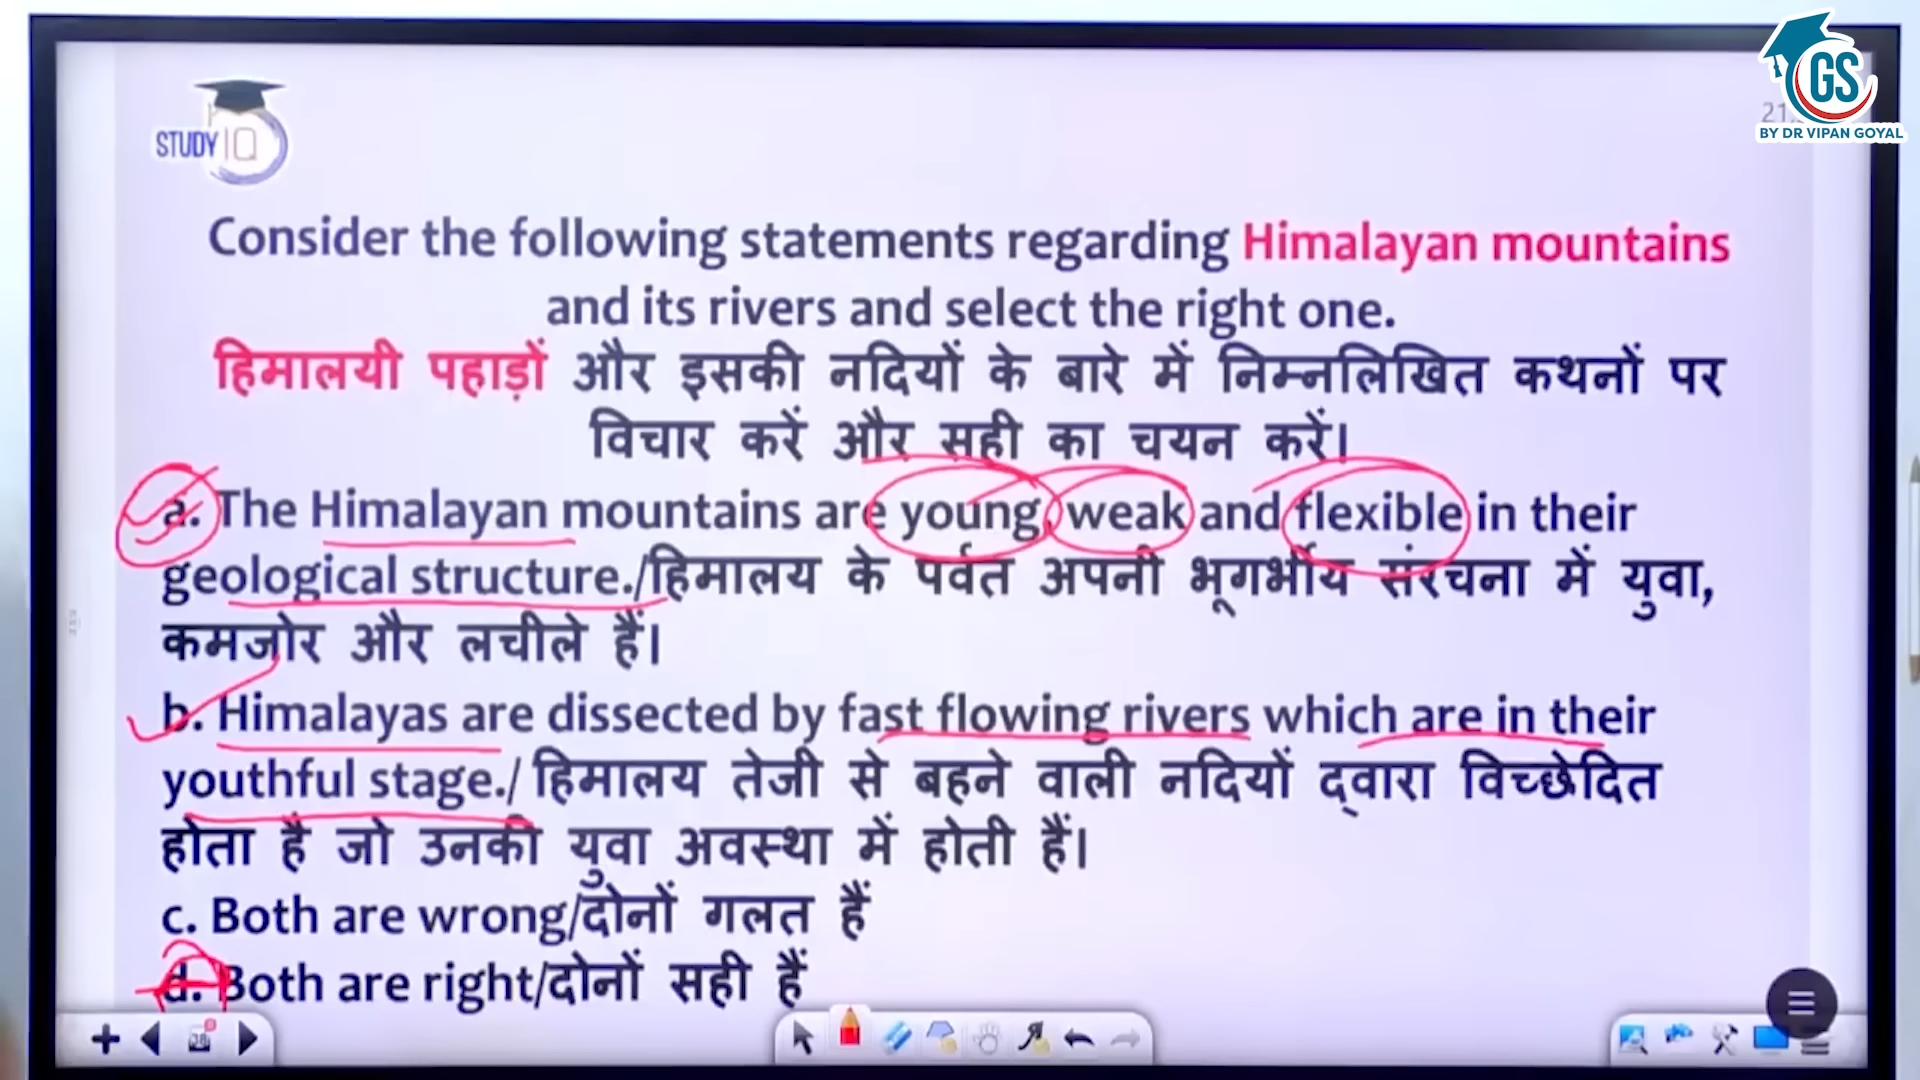 GS
BY DR VIPAN GOYAL
21
STUDY IQ
Consider the following statements regarding Himalayan mountains
and its rivers and select the right one.
हिमालयी पहाड़ों और इसकी नदियों के बारे में निम्नलिखित कथनों पर
विचार करें और सही का चयन करें।
a. The Himalayan mountains are young, weak and flexible in their
geological structure./हिमालय के पर्वत अपनी भूगर्भीय संरचना में युवा,
कमजोर और लचीले हैं।
b. Himalayas are dissected by fast flowing rivers which are in their
youthful stage./ हिमालय तेजी से बहने वाली नदियों द्वारा विच्छेदित
होता है जो उनकी युवा अवस्था में होती हैं।
c. Both are wrong/दोनों गलत हैं
d. Both are right/दोनों सही हैं